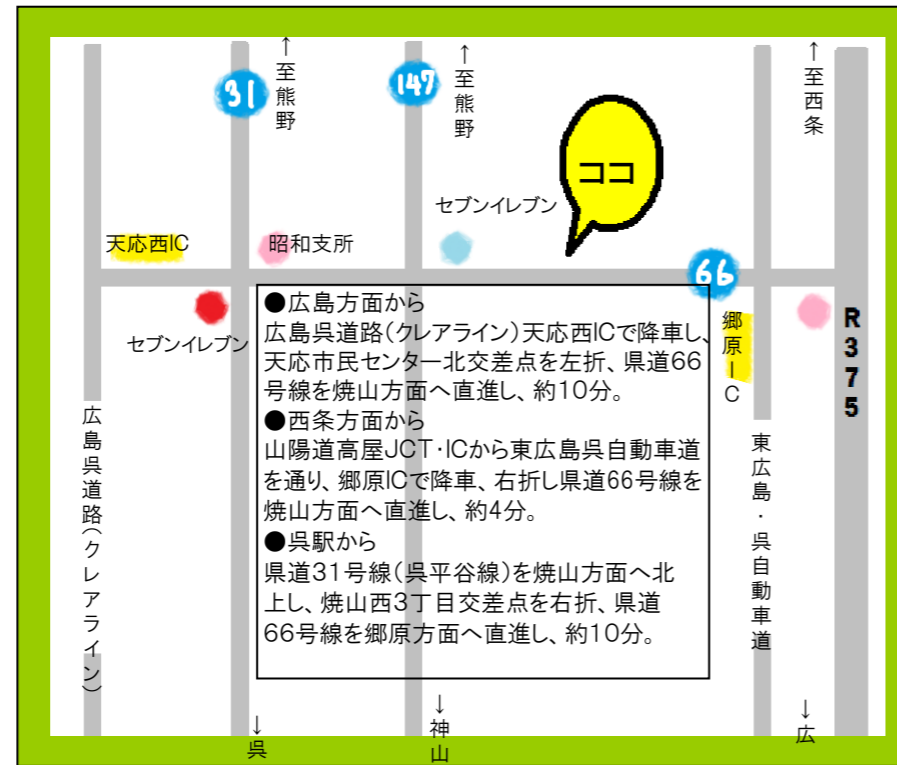 ↑至熊野
31
↑至熊野
147
↑至西条
ココ
セブンイレブン
天応西IC
昭和支所
66
セブンイレブン
郷原IC
R375
●広島方面から
広島呉道路(クレアライン)天応西ICで降車し、
天応市民センター北交差点を左折、県道66
号線を焼山方面へ直進し、約10分。
●西条方面から
山陽道高屋JCT・ICから東広島呉自動車道
を通り、郷原ICで降車、右折し県道66号線を
焼山方面へ直進し、約4分。
●呉駅から
県道31号線(呉平谷線)を焼山方面へ北
上し、焼山西3丁目交差点を右折、県道
66号線を郷原方面へ直進し、約10分。
広島呉道路(クレアライン)
東広島・呉自動車道
↓呉
↓神山
↓広